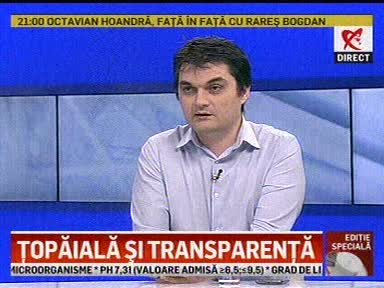 21:00 OCTAVIAN HOANDRĂ, FAȚĂ ÎN FAȚĂ CU RAREȘ BOGDAN
DIRECT
ȚOPĂIALĂ ȘI TRANSPARENȚĂ
EDIȚIE
SPECIALĂ
MICROORGANISME * PH 7,31 (VALOARE ADMISĂ ≥6,5;≤9,5) * GRAD DE LI